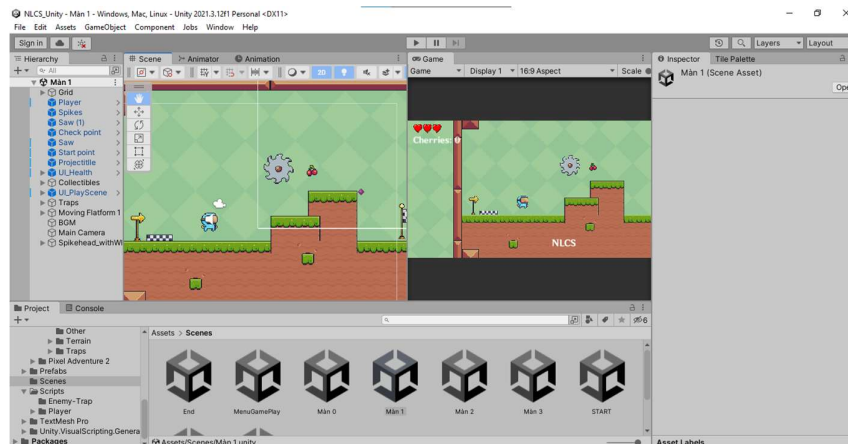 NLCS_Unity - Màn 1 - Windows, Mac, Linux - Unity 2021.3.12f1 Personal <DX11>
File Edit Assets GameObject Component Jobs Window Help
Sign in
Layers
Layout
Hierarchy
All
Màn 1
Grid
Player
Spikes
Saw (1)
Check point
Saw
Start point
Projectitle
UI_Health
Collectibles
UI_PlayScene
Traps
Moving Flatform 1
BGM
Main Camera
Spikehead_withWl
Scene Animator Animation
2D
Game
Game Display 1 16:9 Aspect Scale
Cherries: 0
NLCS
Inspector Tile Palette
Màn 1 (Scene Asset)
Ope
Project Console
6
Other
Terrain
Traps
Pixel Adventure 2
Prefabs
Scenes
Scripts
Enemy-Trap
Player
TextMesh Pro
Unity.VisualScripting.Genera
Packages
Assets > Scenes
End MenuGamePlay Màn 0 Màn 1 Màn 2 Màn 3 START
Assets/Scenes/Màn 1.unity
Asset Labels